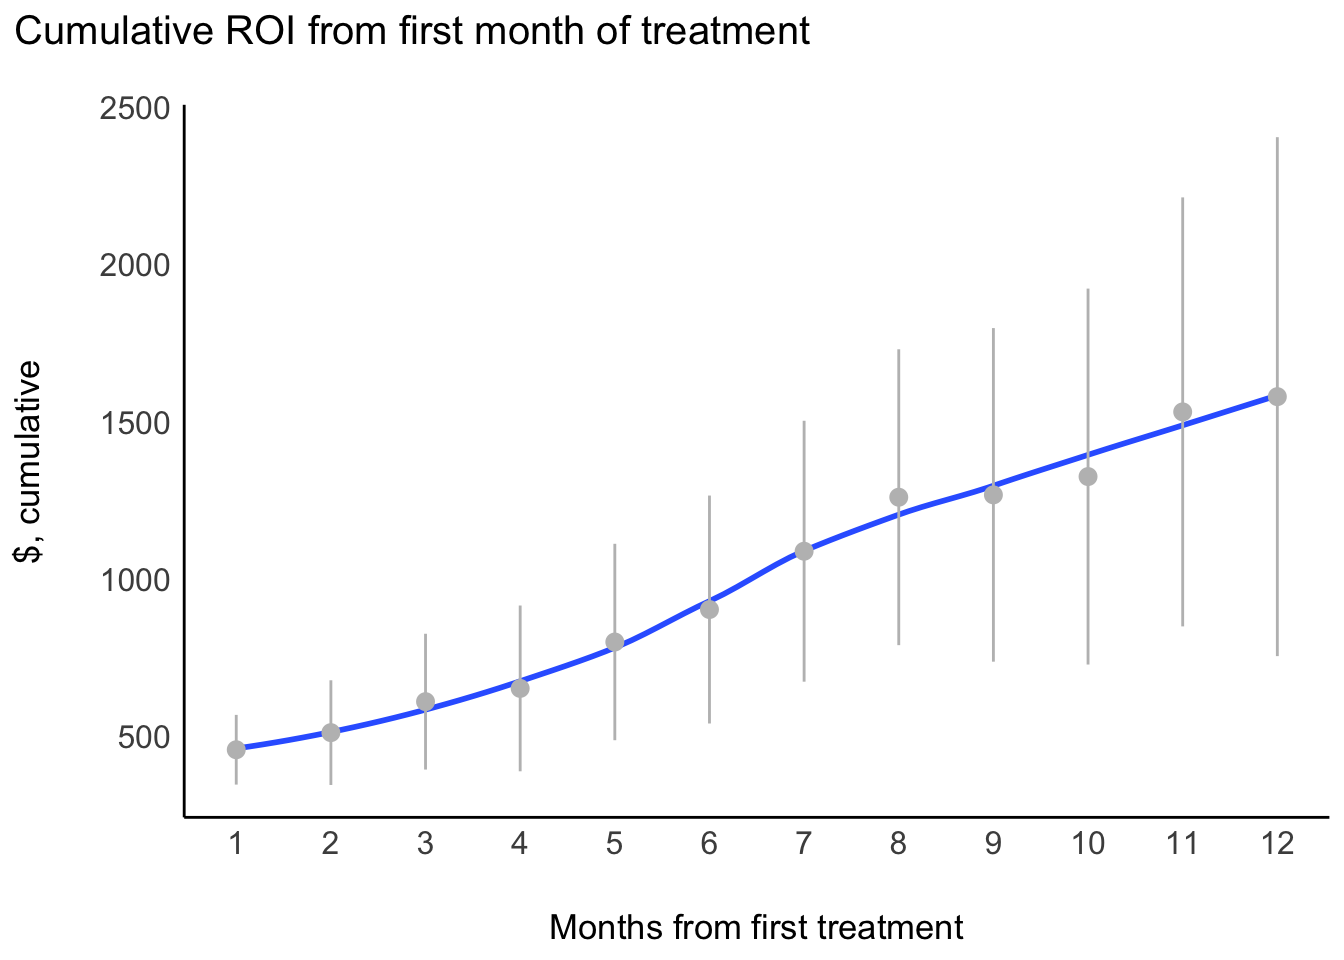 Cumulative ROI from first month of treatment
2500
2000
1500
1000
500
$, cumulative
1 2 3 4 5 6 7 8 9 10 11 12
Months from first treatment